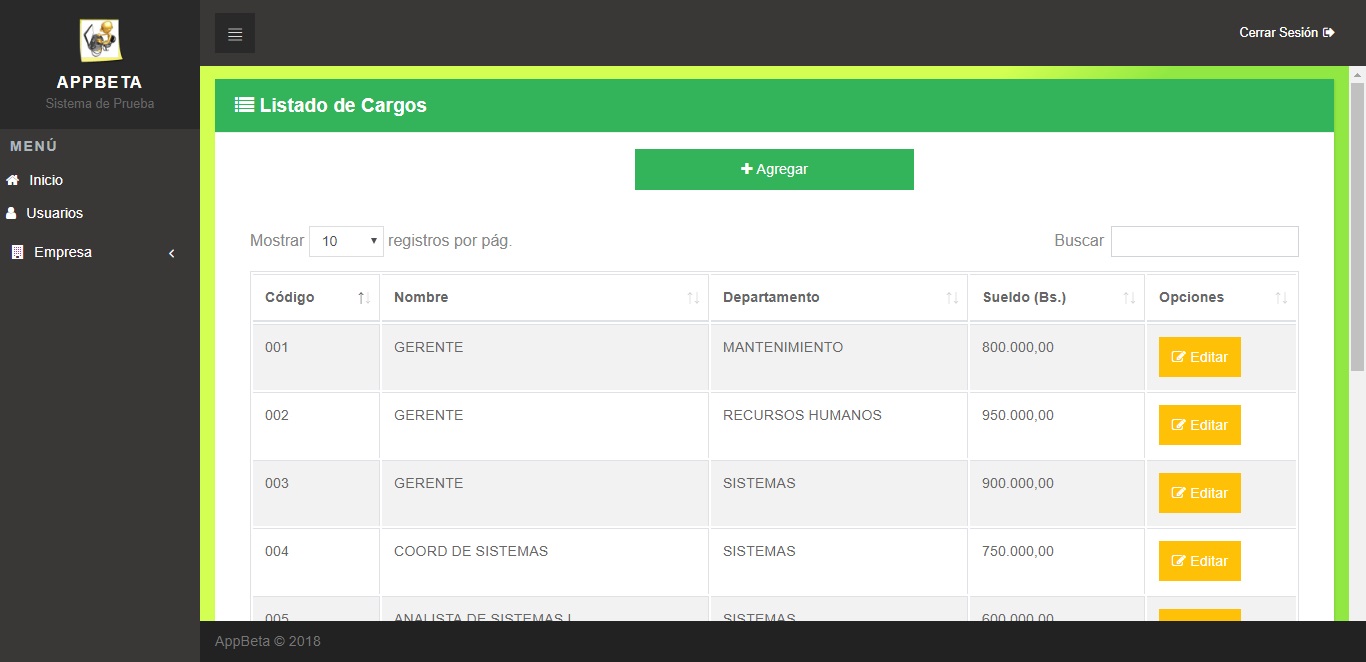 APPBETA
Sistema de Prueba
MENÚ
Inicio
Usuarios
Empresa
Cerrar Sesión
Listado de Cargos
Agregar
Mostrar 10 registros por pág. Buscar
Código Nombre Departamento Sueldo (Bs.) Opciones
001 GERENTE MANTENIMIENTO 800.000,00 Editar
002 GERENTE RECURSOS HUMANOS 950.000,00 Editar
003 GERENTE SISTEMAS 900.000,00 Editar
004 COORD DE SISTEMAS SISTEMAS 750.000,00 Editar
005 ANALISTA DE SISTEMAS I SISTEMAS 600.000,00
AppBeta © 2018